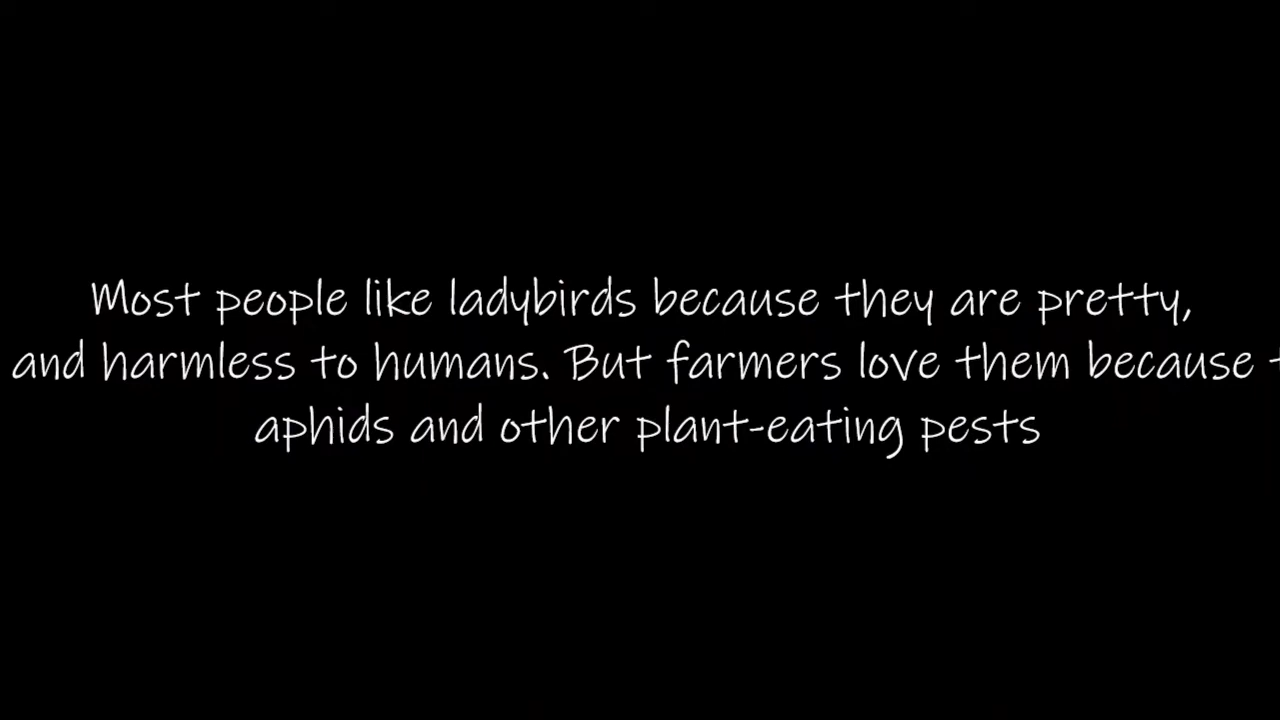 Most people like ladybirds because they are pretty,
and harmless to humans. But farmers love them because
aphids and other plant-eating pests